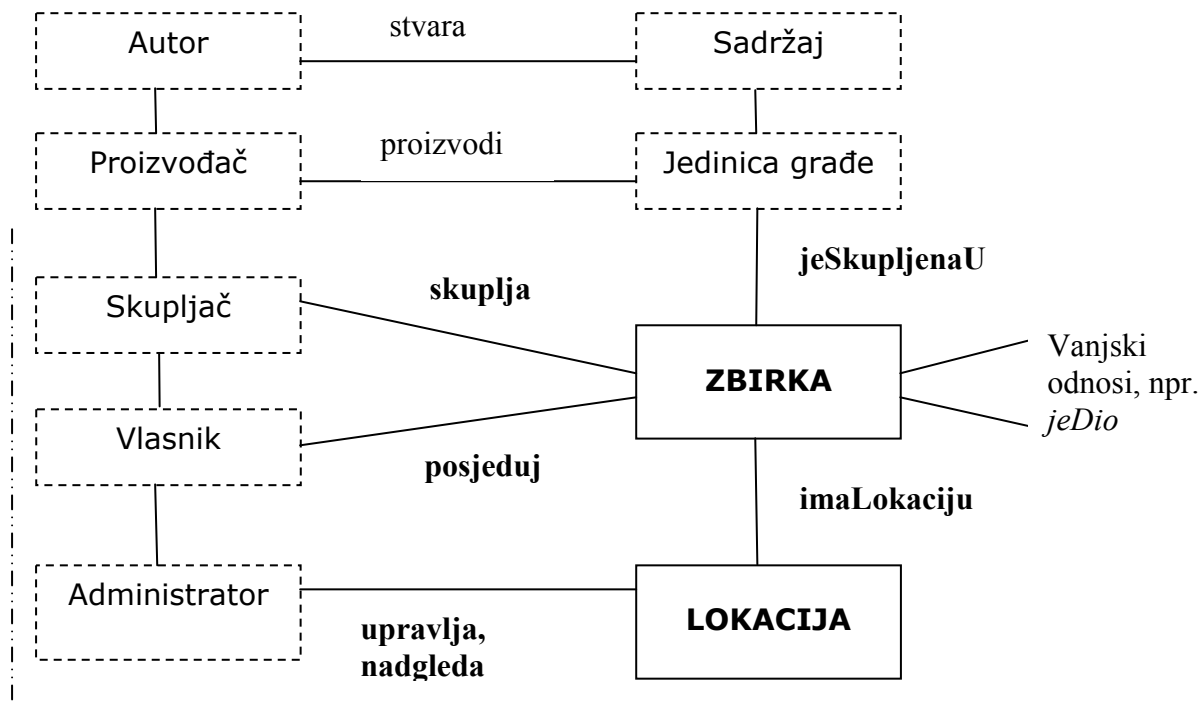 Autor
stvara
Sadržaj
Proizvođač
proizvodi
Jedinica građe
jeSkupljenaU
Skupljač
skuplja
ZBIRKA
Vanjski
odnosi, npr.
jeDio
Vlasnik
posjeduj
imaLokaciju
Administrator
LOKACIJA
upravlja,
nadgleda